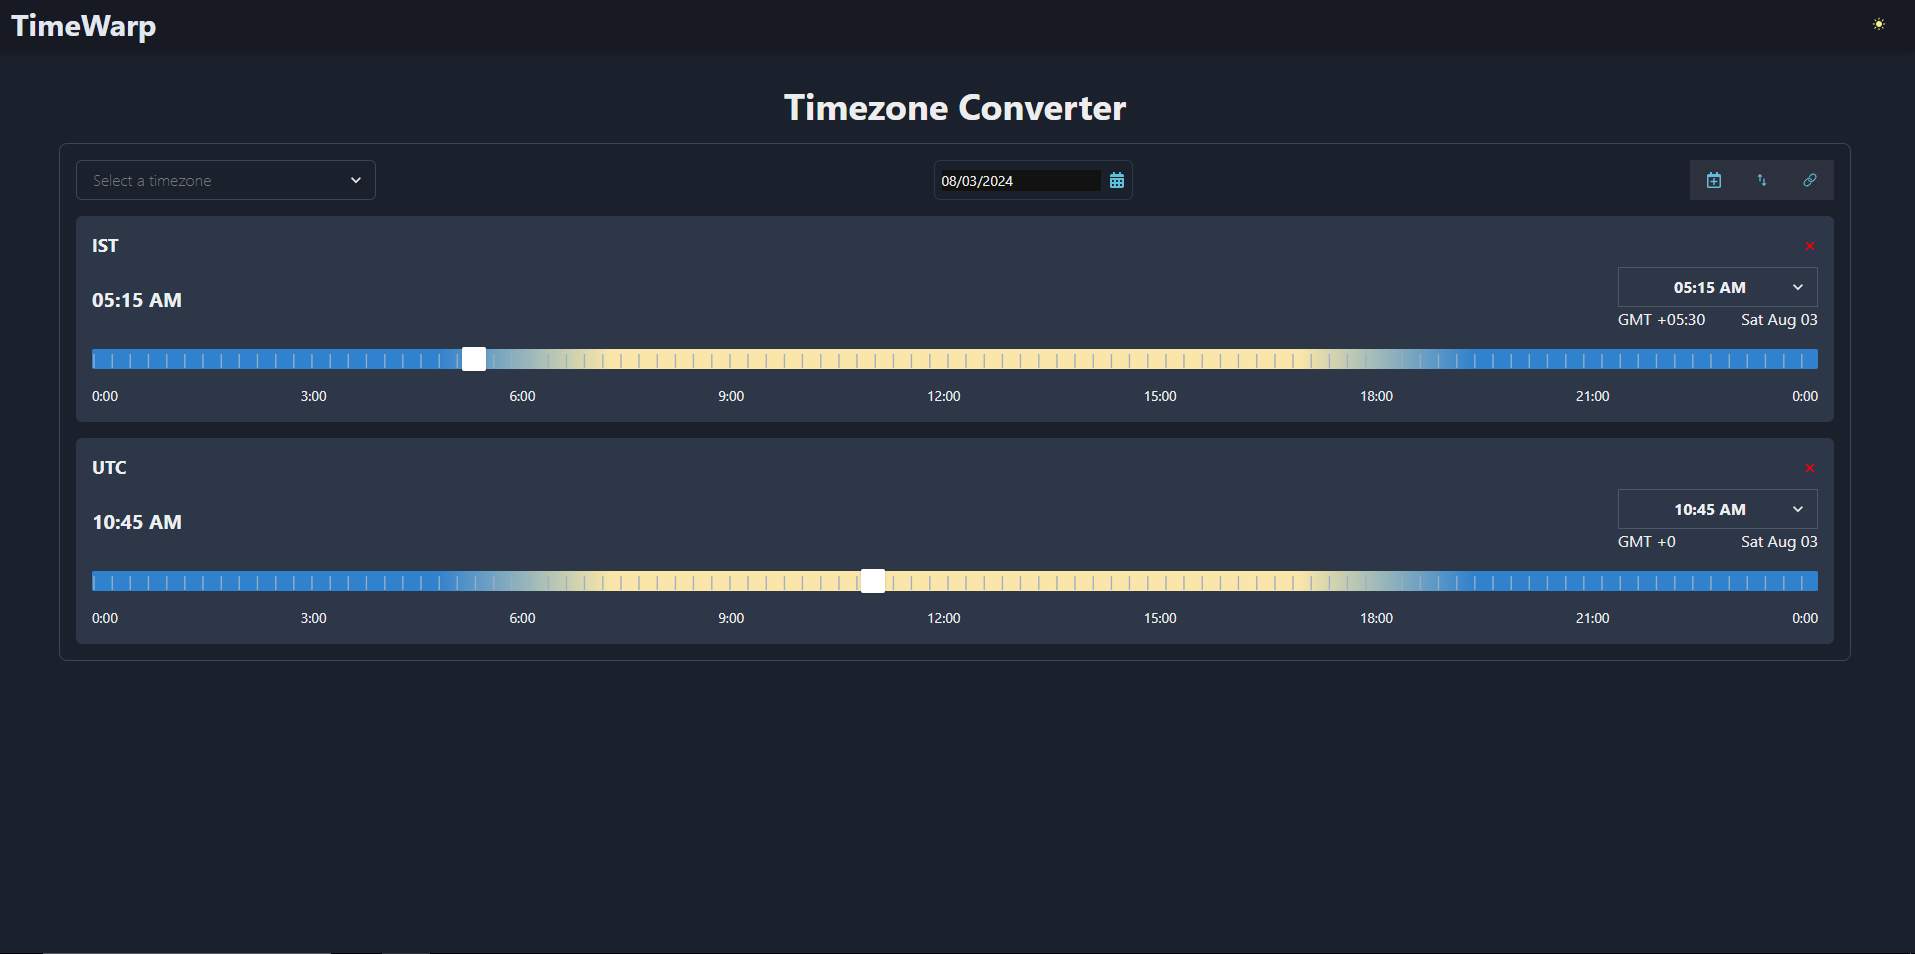 TimeWarp
Timezone Converter
Select a timezone
08/03/2024
IST
05:15 AM
05:15 AM
GMT +05:30 Sat Aug 03
0:00 3:00 6:00 9:00 12:00 15:00 18:00 21:00 0:00
UTC
10:45 AM
10:45 AM
GMT +0 Sat Aug 03
0:00 3:00 6:00 9:00 12:00 15:00 18:00 21:00 0:00